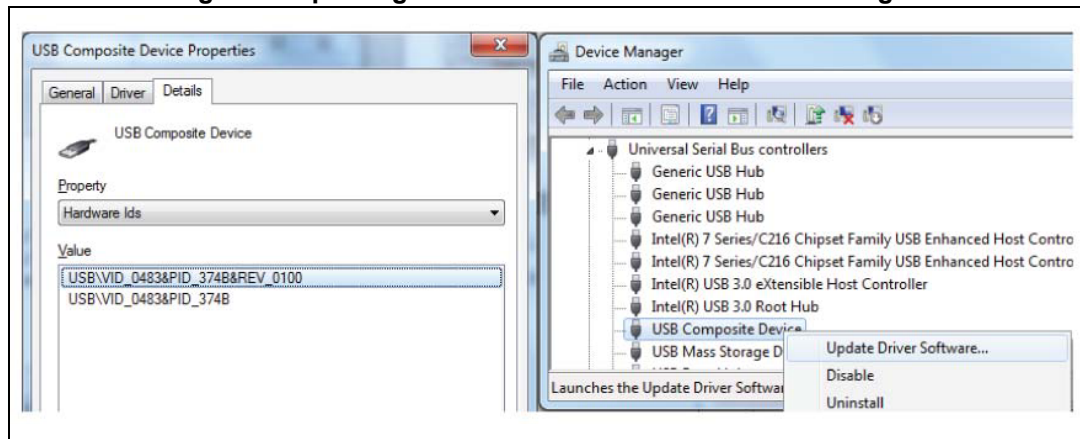 USB Composite Device Properties
General Driver Details
USB Composite Device
Property
Hardware Ids
Value
USB\VID_0483&PID_374B&REV_0100
USB\VID_0483&PID_374B
Device Manager
File Action View Help
Universal Serial Bus controllers
Generic USB Hub
Generic USB Hub
Generic USB Hub
Intel(R) 7 Series/C216 Chipset Family USB Enhanced Host Contro
Intel(R) 7 Series/C216 Chipset Family USB Enhanced Host Contro
Intel(R) USB 3.0 eXtensible Host Controller
Intel(R) USB 3.0 Root Hub
USB Composite Device
USB Mass Storage D
Update Driver Software...
Disable
Uninstall
Launches the Update Driver Softwar